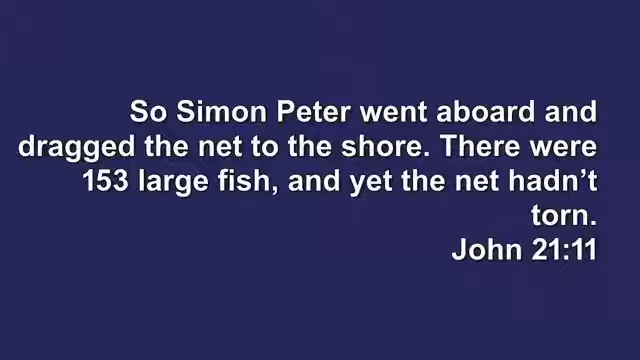 So Simon Peter went aboard and
dragged the net to the shore. There were
153 large fish, and yet the net hadn’t
torn.
John 21:11